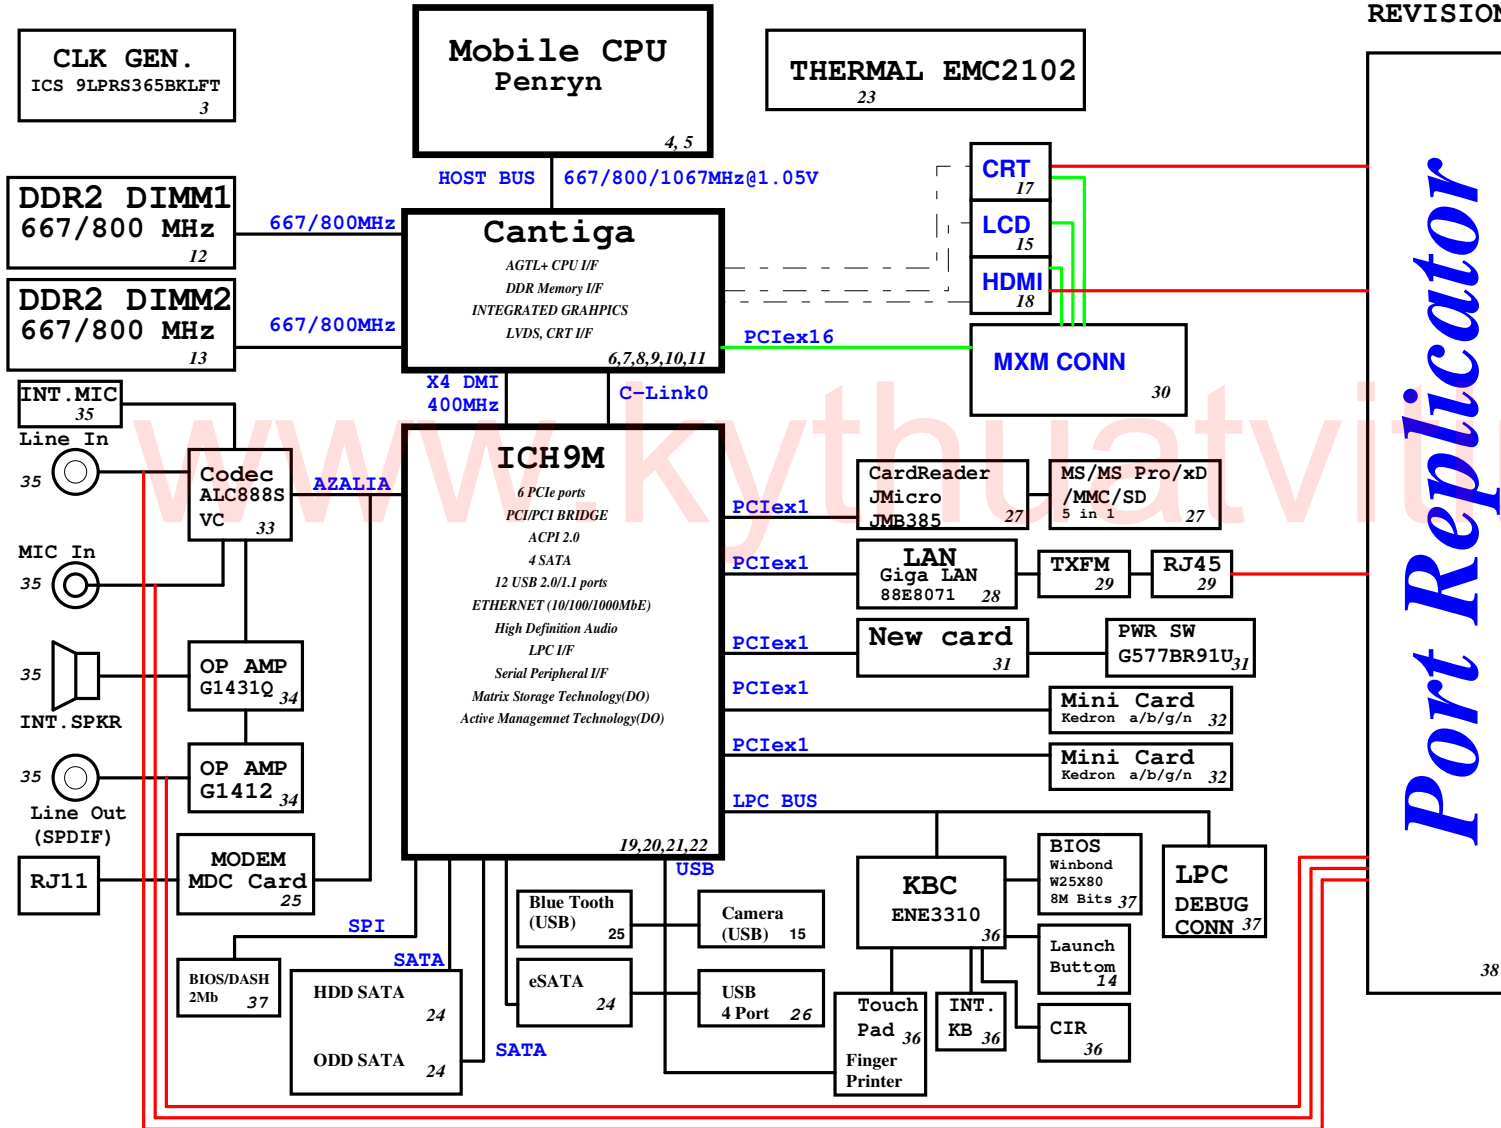 REVISION
CLK GEN.
ICS 9LPRS365BKLFT
3
Mobile CPU
Penryn
4, 5
THERMAL EMC2102
23
HOST BUS
667/800/1067MHz@1.05V
DDR2 DIMM1
667/800 MHz
12
667/800MHz
DDR2 DIMM2
667/800 MHz
13
667/800MHz
Cantiga
AGTL+ CPU I/F
DDR Memory I/F
INTEGRATED GRAHPICS
LVDS, CRT I/F
6,7,8,9,10,11
CRT
17
LCD
15
HDMI
18
PCIex16
MXM CONN
30
X4 DMI
400MHz
C-Link0
INT.MIC
35
Line In
35
Codec
ALC888S
VC
33
AZALIA
MIC In
35
OP AMP
G1431Q
34
35
INT.SPKR
OP AMP
G1412
34
35
Line Out
(SPDIF)
RJ11
MODEM
MDC Card
25
ICH9M
6 PCIe ports
PCI/PCI BRIDGE
ACPI 2.0
4 SATA
12 USB 2.0/1.1 ports
ETHERNET (10/100/1000MbE)
High Definition Audio
LPC I/F
Serial Peripheral I/F
Matrix Storage Technology(DO)
Active Managemnet Technology(DO)
19,20,21,22
PCIex1
CardReader
JMicro
JMB385
27
MS/MS Pro/xD
/MMC/SD
5 in 1
27
PCIex1
LAN
Giga LAN
88E8071
28
TXFM
29
RJ45
29
PCIex1
New card
31
PWR SW
G577BR91U
31
PCIex1
Mini Card
Kedron a/b/g/n
32
PCIex1
Mini Card
Kedron a/b/g/n
32
LPC BUS
USB
KBC
ENE3310
36
BIOS
Winbond
W25X80
8M Bits
37
LPC
DEBUG
CONN
37
Launch
Buttom
14
CIR
36
INT.
KB
36
Touch
Pad
36
Finger
Printer
SPI
BIOS/DASH
2Mb
37
SATA
HDD SATA
24
ODD SATA
24
SATA
Blue Tooth
(USB)
25
Camera
(USB)
15
eSATA
24
USB
4 Port
26
Port Replicator
38
www.kythuatviti